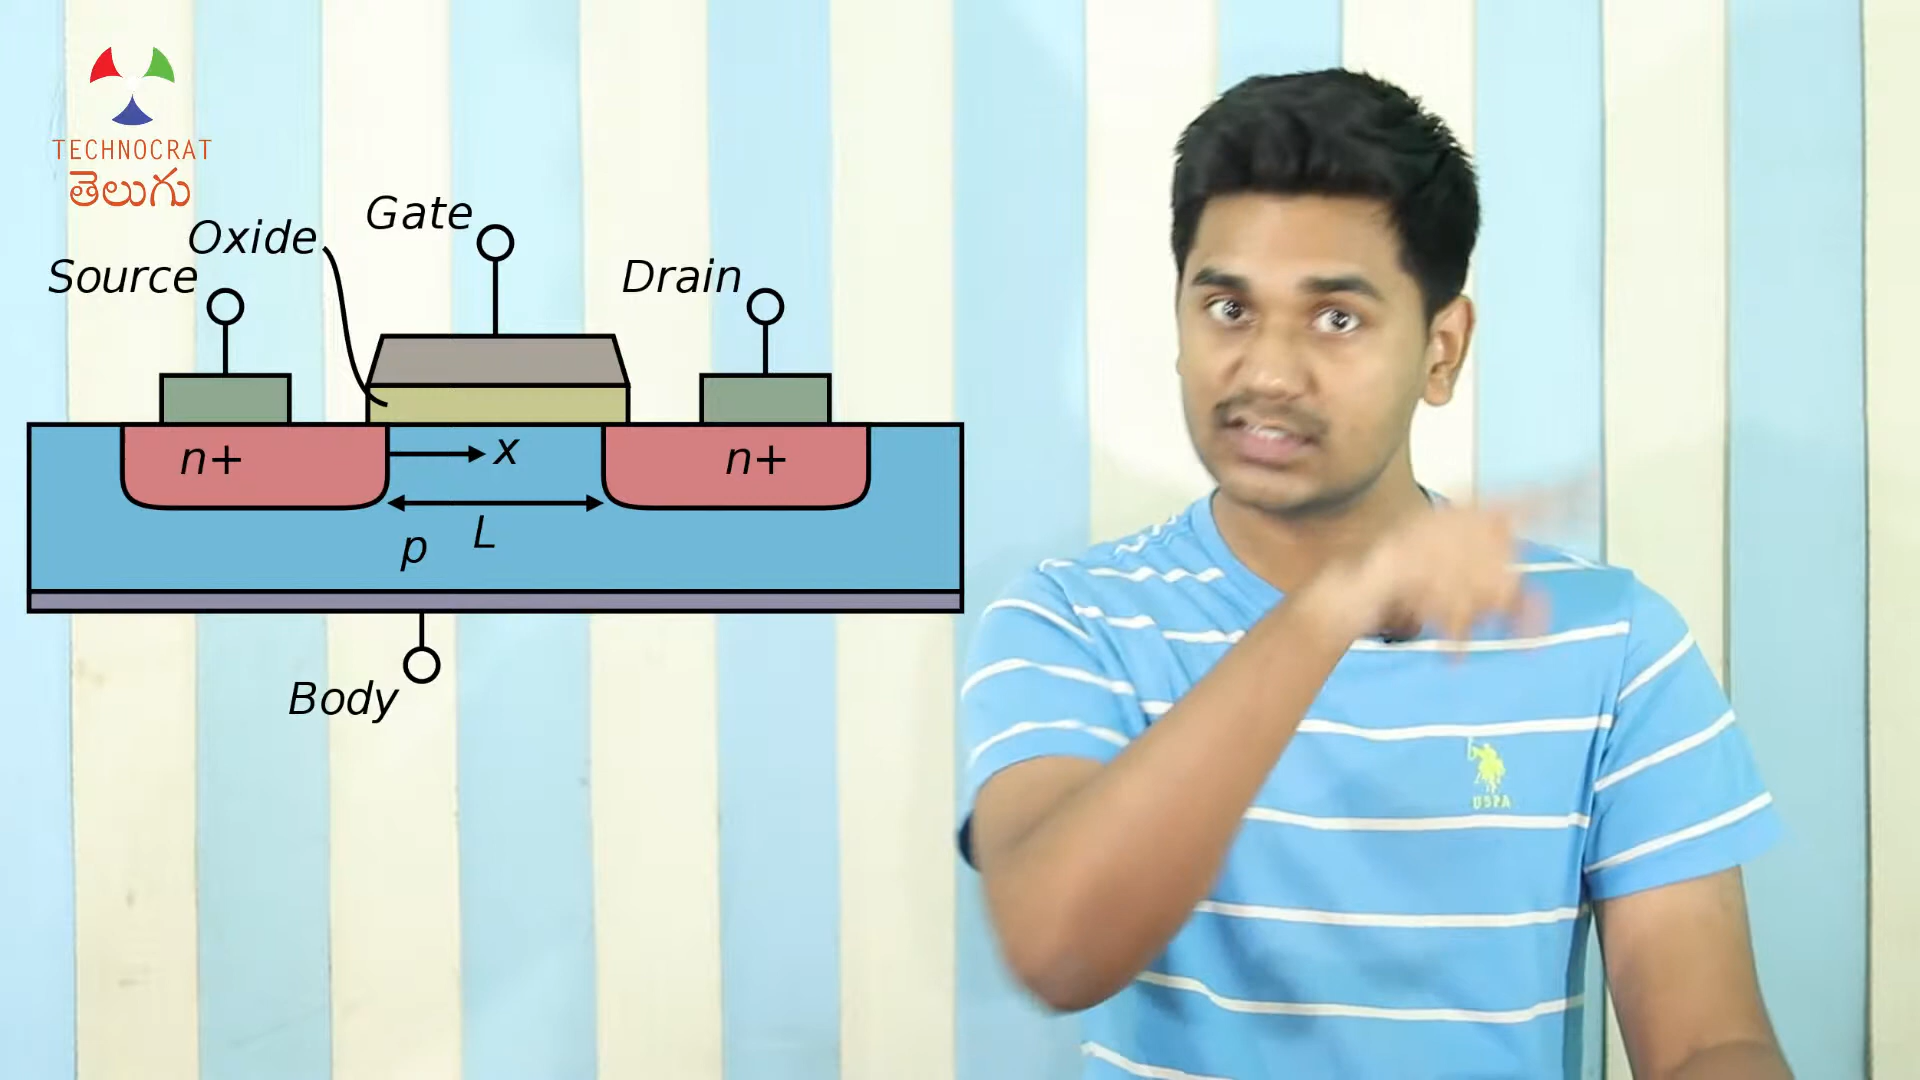 TECHNOCRAT
తెలుగు
Gate
Oxide
Source
Drain
n+
x
n+
L
p
Body
USPA